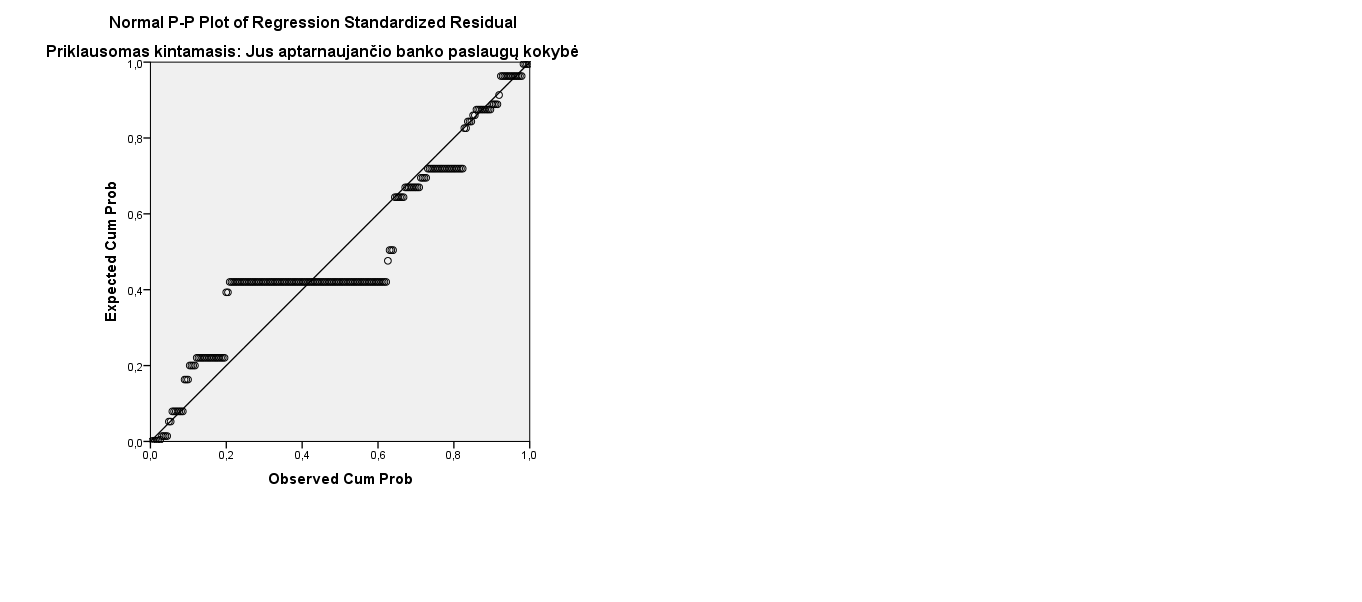 Normal P-P Plot of Regression Standardized Residual
Priklausomas kintamasis: Jus aptarnaujančio banko paslaugų kokybė
1,0
0,8
0,6
0,4
0,2
0,0
Expected Cum Prob
0,0 0,2 0,4 0,6 0,8 1,0
Observed Cum Prob